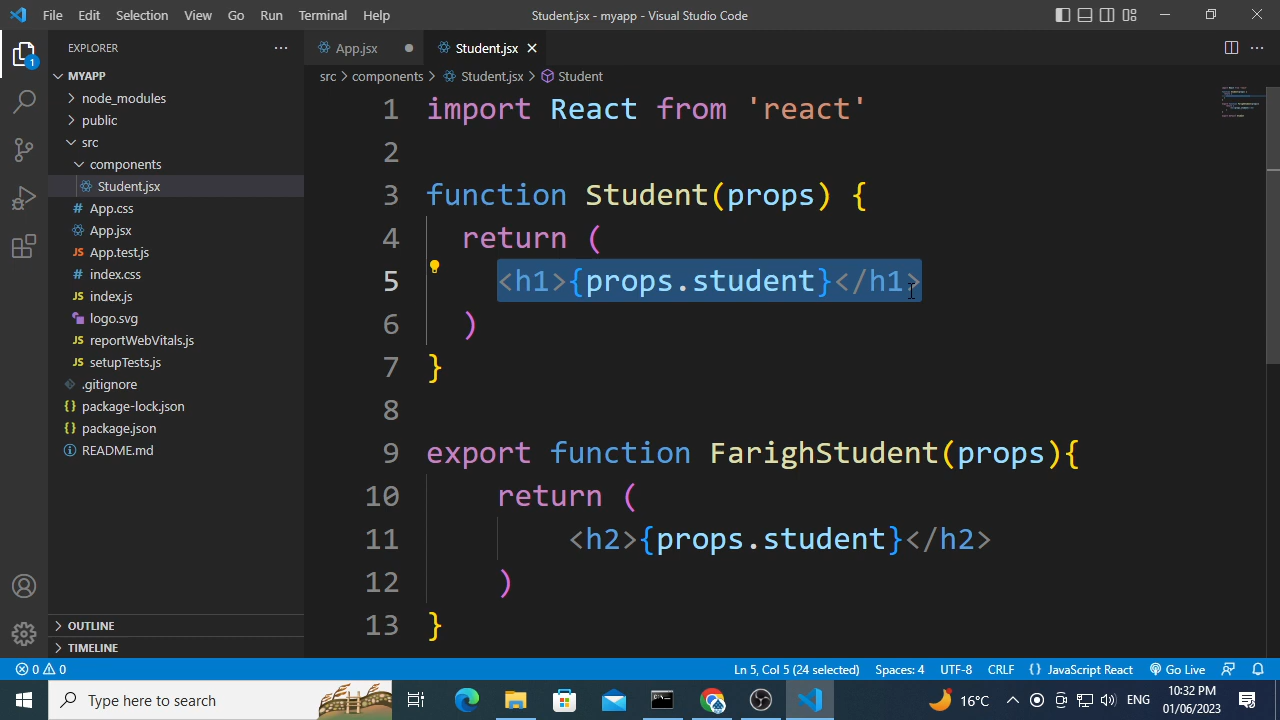 File Edit Selection View Go Run Terminal Help Student.jsx - myapp - Visual Studio Code
EXPLORER
App.jsx Student.jsx
MYAPP
src components Student.jsx Student
node_modules
public
src
components
Student.jsx
App.css
App.jsx
App.test.js
index.css
index.js
logo.svg
reportWebVitals.js
setupTests.js
.gitignore
package-lock.json
package.json
README.md
1 import React from 'react'
2
3 function Student(props) {
4 return (
5 <h1>{props.student}</h1>
6 )
7 }
8
9 export function FarighStudent(props){
10 return (
11 <h2>{props.student}</h2>
12 )
13 }
1
OUTLINE
TIMELINE
0 0 Ln 5, Col 5 (24 selected) Spaces: 4 UTF-8 CRLF {} JavaScript React Go Live
Type here to search 16°C ENG 10:32 PM
01/06/2023